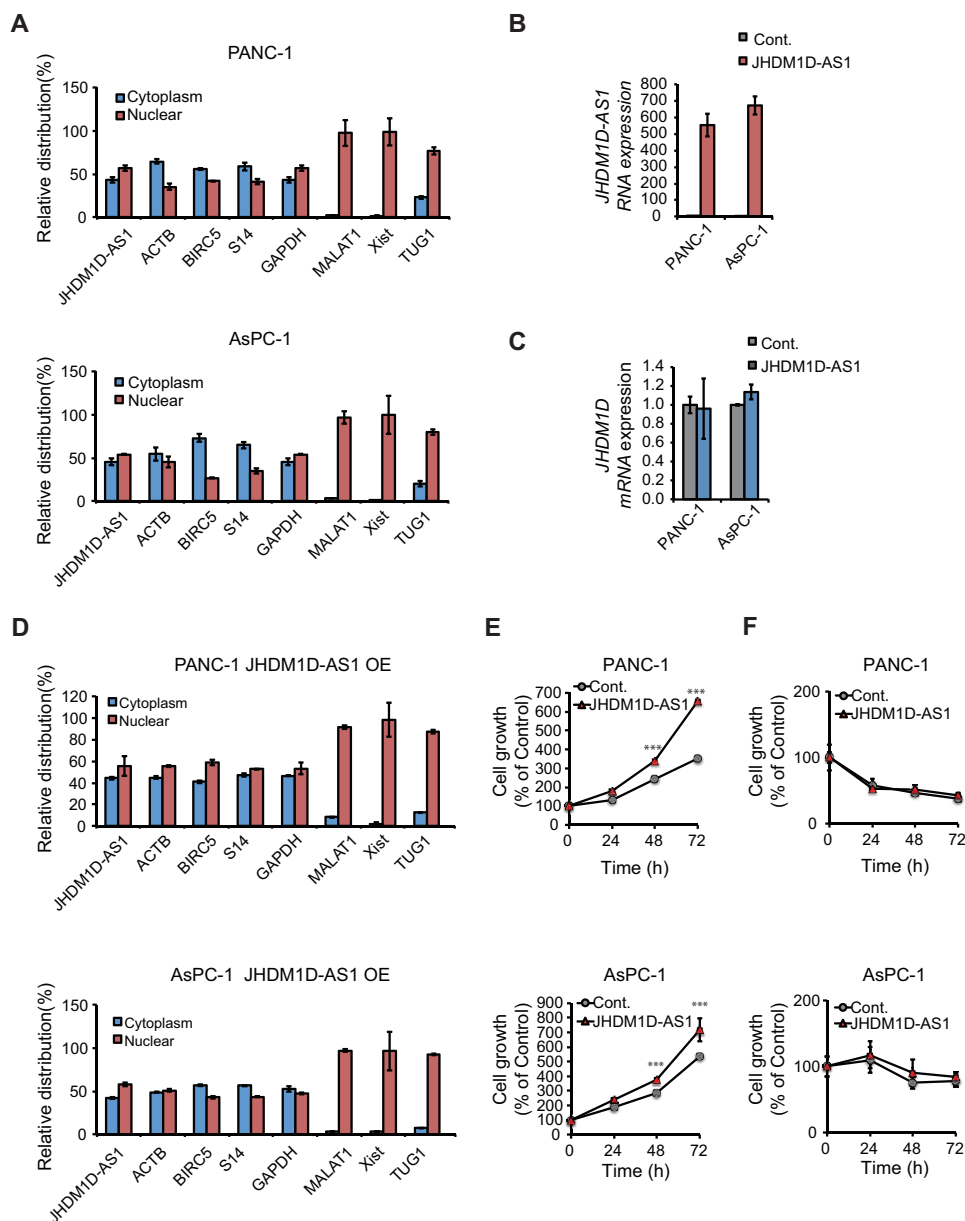 A
PANC-1
Relative distribution(%)
150
100
50
0
Cytoplasm
Nuclear
JHDM1D-AS1
ACTB
BIRC5
S14
GAPDH
MALAT1
Xist
TUG1
AsPC-1
Relative distribution(%)
150
100
50
0
Cytoplasm
Nuclear
JHDM1D-AS1
ACTB
BIRC5
S14
GAPDH
MALAT1
Xist
TUG1
B
Cont.
JHDM1D-AS1
JHDM1D-AS1
RNA expression
800
700
600
500
400
300
200
100
0
PANC-1
AsPC-1
C
Cont.
JHDM1D-AS1
JHDM1D
mRNA expression
1.4
1.2
1.0
0.8
0.6
0.4
0.2
0.0
PANC-1
AsPC-1
D
PANC-1 JHDM1D-AS1 OE
Relative distribution(%)
120
100
80
60
40
20
0
Cytoplasm
Nuclear
JHDM1D-AS1
ACTB
BIRC5
S14
GAPDH
MALAT1
Xist
TUG1
AsPC-1 JHDM1D-AS1 OE
Relative distribution(%)
150
100
50
0
Cytoplasm
Nuclear
JHDM1D-AS1
ACTB
BIRC5
S14
GAPDH
MALAT1
Xist
TUG1
E
PANC-1
Cell growth
(% of Control)
700
600
500
400
300
200
100
Cont.
JHDM1D-AS1
***
***
0 24 48 72
Time (h)
AsPC-1
Cell growth
(% of Control)
900
800
700
600
500
400
300
200
100
Cont.
JHDM1D-AS1
***
***
0 24 48 72
Time (h)
F
PANC-1
Cell growth
(% of Control)
200
100
0
Cont.
JHDM1D-AS1
0 24 48 72
Time (h)
AsPC-1
Cell growth
(% of Control)
200
100
0
Cont.
JHDM1D-AS1
0 24 48 72
Time (h)